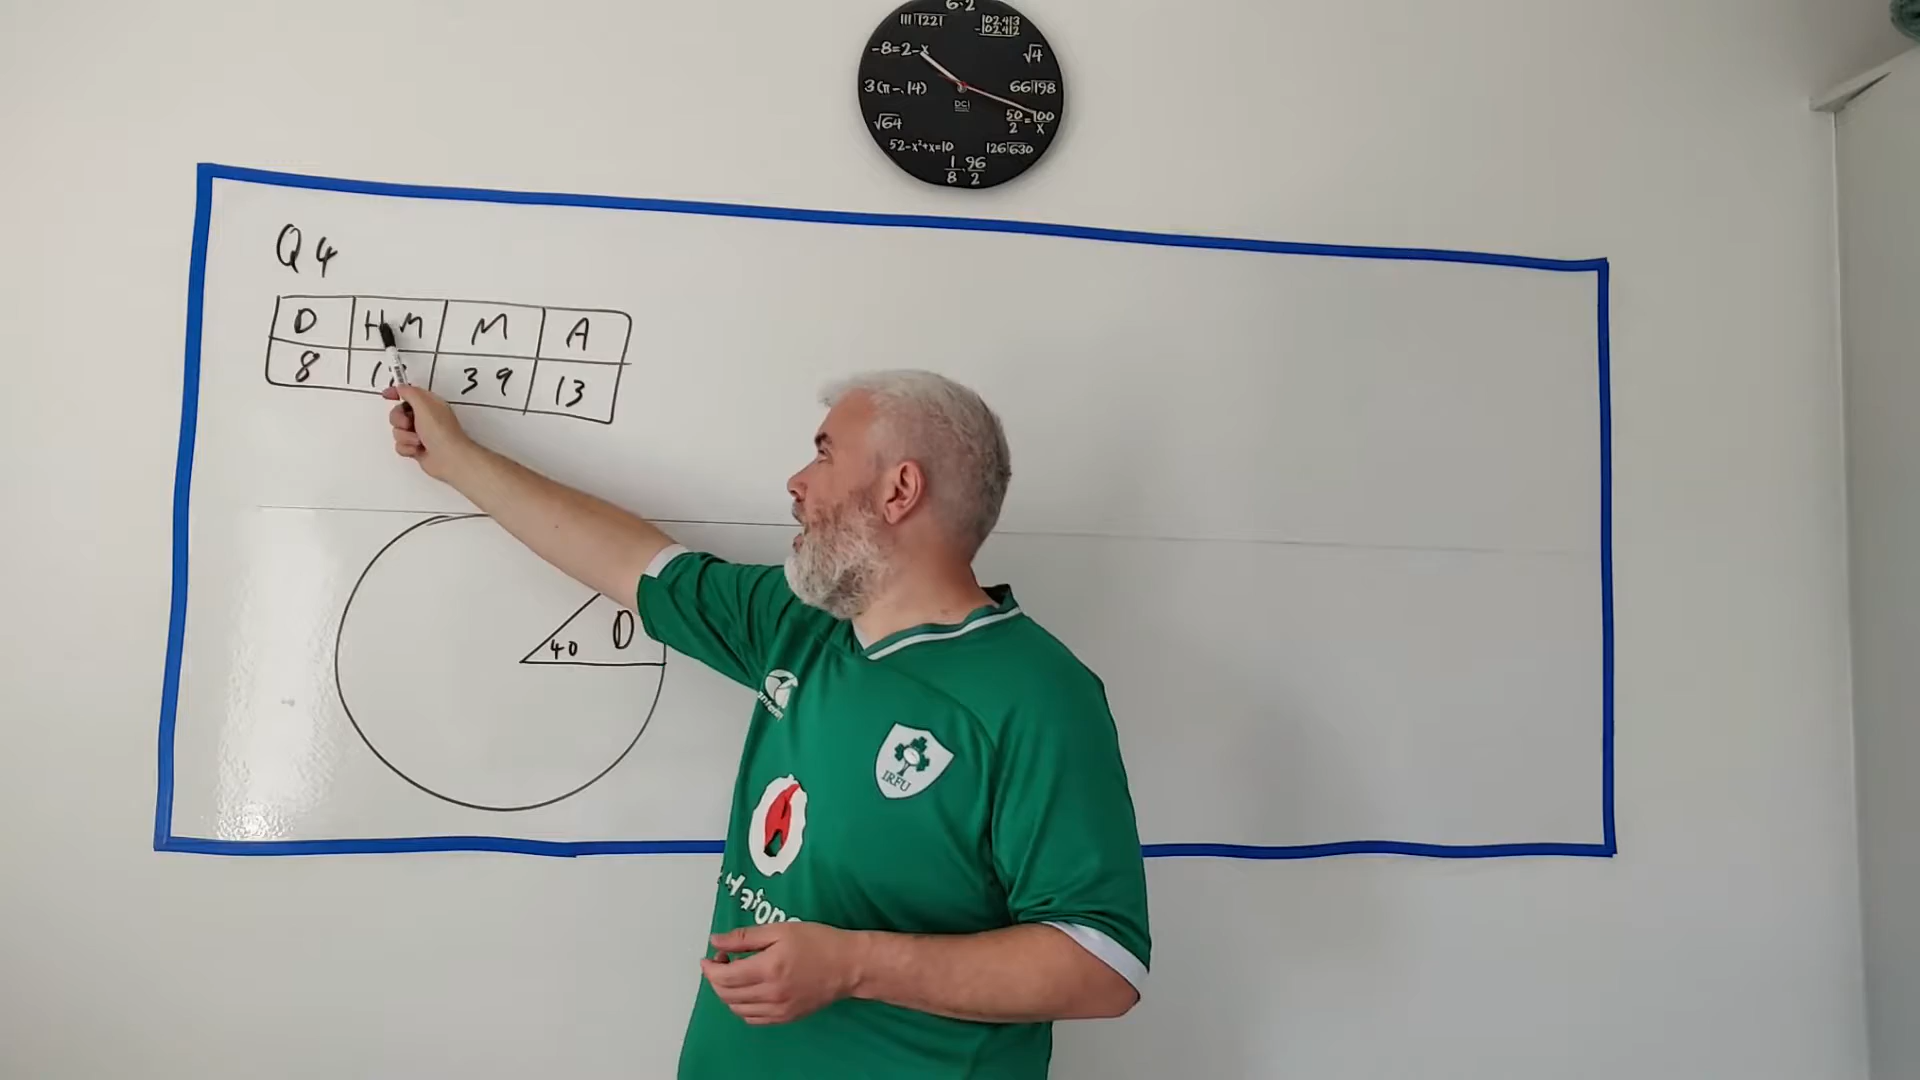 6·2
111⟌1221
102,413
-102,412
-8=2-x
√4
3(π-.14)
66⟌198
DCI
50/2=100/x
√64
52-x²+x=10
126⟌630
1/8·96/2
Q4
D HM M A
8 39 13
40 D
IRFU